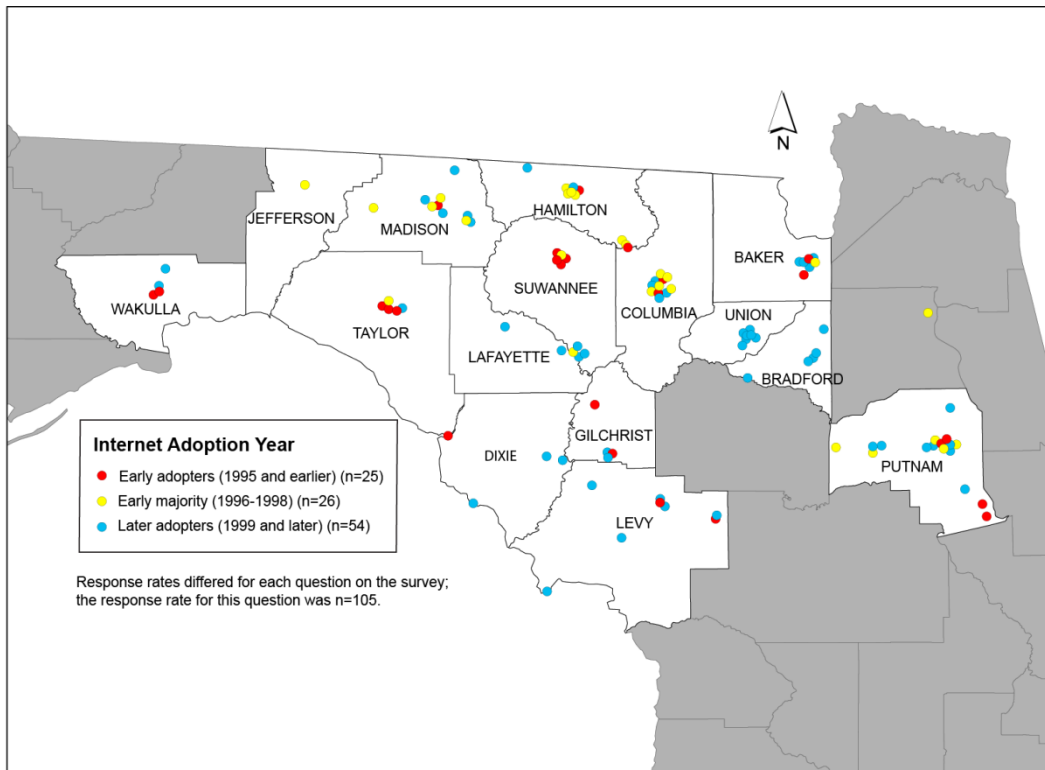 N
JEFFERSON
MADISON
HAMILTON
BAKER
WAKULLA
SUWANNEE
COLUMBIA
UNION
TAYLOR
LAFAYETTE
BRADFORD
GILCHRIST
DIXIE
PUTNAM
LEVY
Internet Adoption Year
Early adopters (1995 and earlier) (n=25)
Early majority (1996-1998) (n=26)
Later adopters (1999 and later) (n=54)
Response rates differed for each question on the survey;
the response rate for this question was n=105.